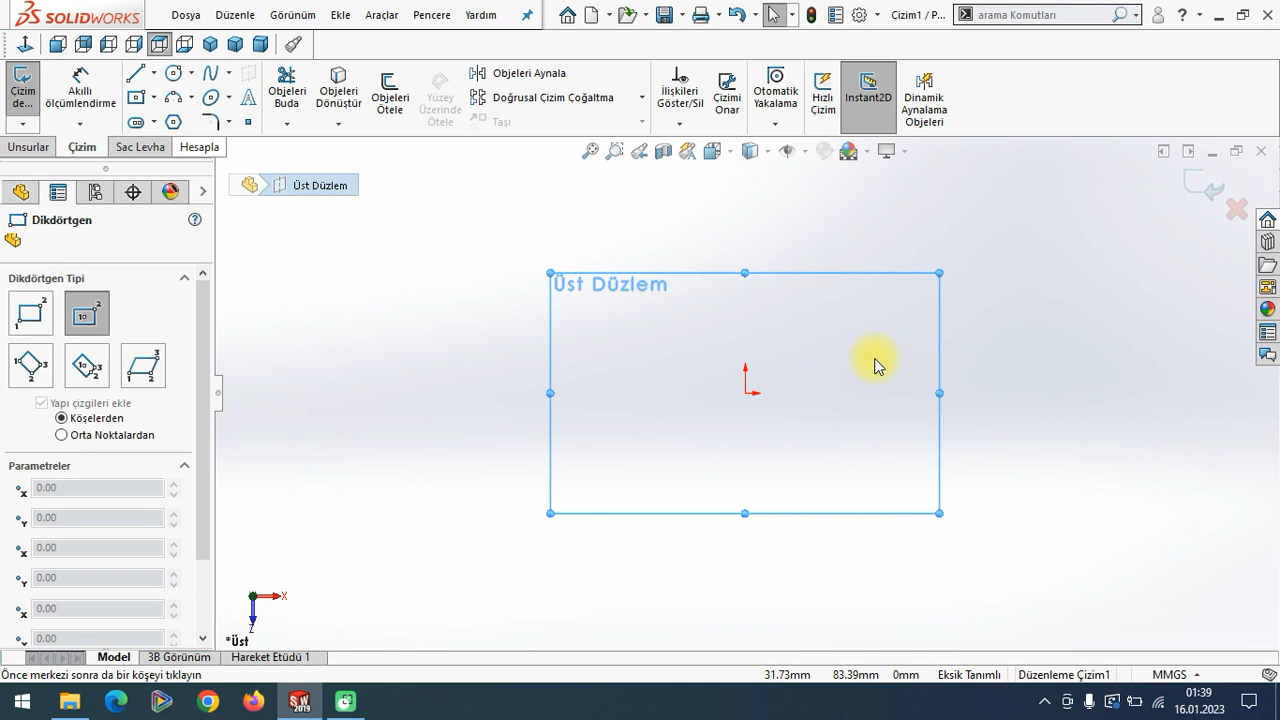 SOLIDWORKS
Dosya Düzenle Görünüm Ekle Araçlar Pencere Yardım
Çizim1 / P...
arama Komutları
Çizim de...
Akıllı ölçümlendirme
Objeleri Buda
Objeleri Dönüştür
Objeleri Ötele
Yüzey Üzerinde Ötele
Objeleri Aynala
Doğrusal Çizim Çoğaltma
Taşı
İlişkileri Göster/Sil
Çizimi Onar
Otomatik Yakalama
Hızlı Çizim
Instant2D
Dinamik Aynalama Objeleri
Unsurlar Çizim Sac Levha Hesapla
Üst Düzlem
Dikdörtgen
Dikdörtgen Tipi
Yapı çizgileri ekle
Köşelerden
Orta Noktalardan
Parametreler
0.00
0.00
0.00
0.00
0.00
0.00
Üst Düzlem
X
Z
*Üst
Model 3B Görünüm Hareket Etüdü 1
Önce merkezi sonra da bir köşeyi tıklayın
31.73mm 83.39mm 0mm Eksik Tanımlı Düzenleme Çizim1 MMGS
SW 2019
01:39
16.01.2023